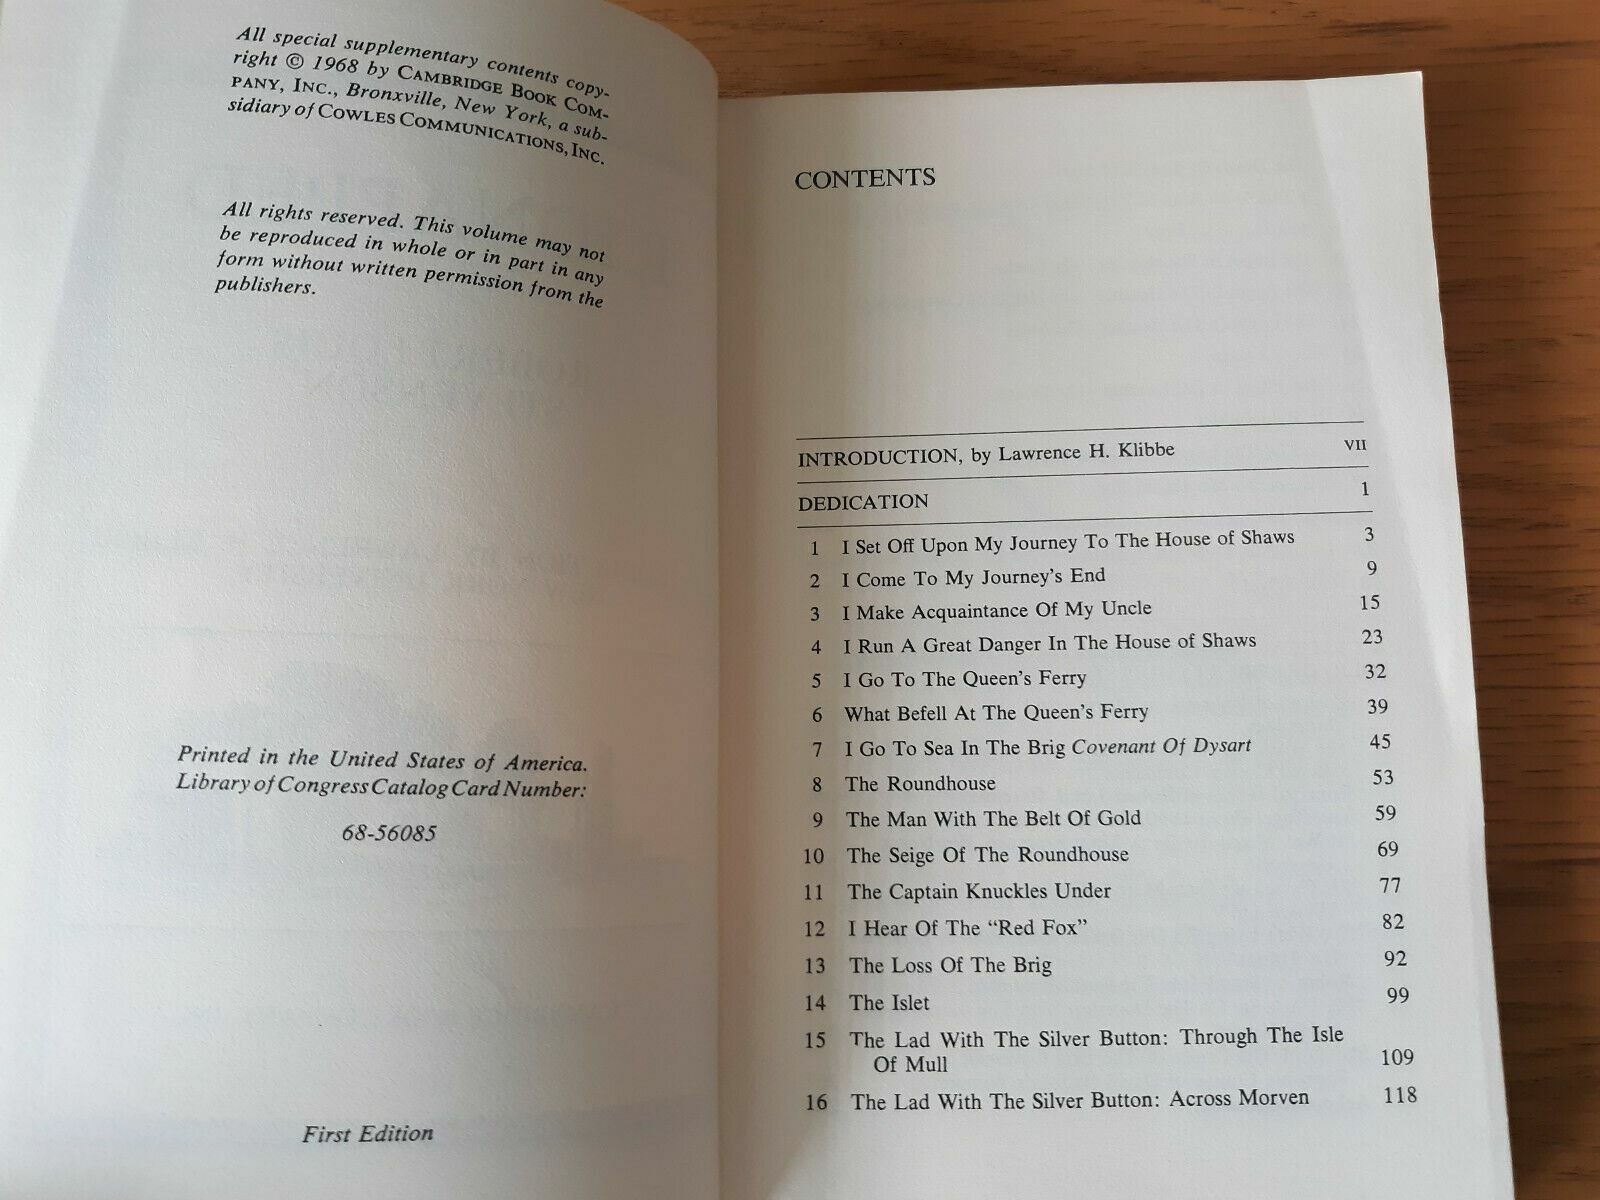 All special supplementary contents copy-
right © 1968 by CAMBRIDGE BOOK COM-
PANY, INC., Bronxville, New York, a sub-
sidiary of COWLES COMMUNICATIONS, INC.
All rights reserved. This volume may not
be reproduced in whole or in part in any
form without written permission from the
publishers.
Printed in the United States of America.
Library of Congress Catalog Card Number:
68-56085
First Edition
CONTENTS
INTRODUCTION, by Lawrence H. Klibbe VII
DEDICATION 1
1 I Set Off Upon My Journey To The House of Shaws 3
2 I Come To My Journey's End 9
3 I Make Acquaintance Of My Uncle 15
4 I Run A Great Danger In The House of Shaws 23
5 I Go To The Queen's Ferry 32
6 What Befell At The Queen's Ferry 39
7 I Go To Sea In The Brig Covenant Of Dysart 45
8 The Roundhouse 53
9 The Man With The Belt Of Gold 59
10 The Seige Of The Roundhouse 69
11 The Captain Knuckles Under 77
12 I Hear Of The “Red Fox” 82
13 The Loss Of The Brig 92
14 The Islet 99
15 The Lad With The Silver Button: Through The Isle
Of Mull 109
16 The Lad With The Silver Button: Across Morven 118